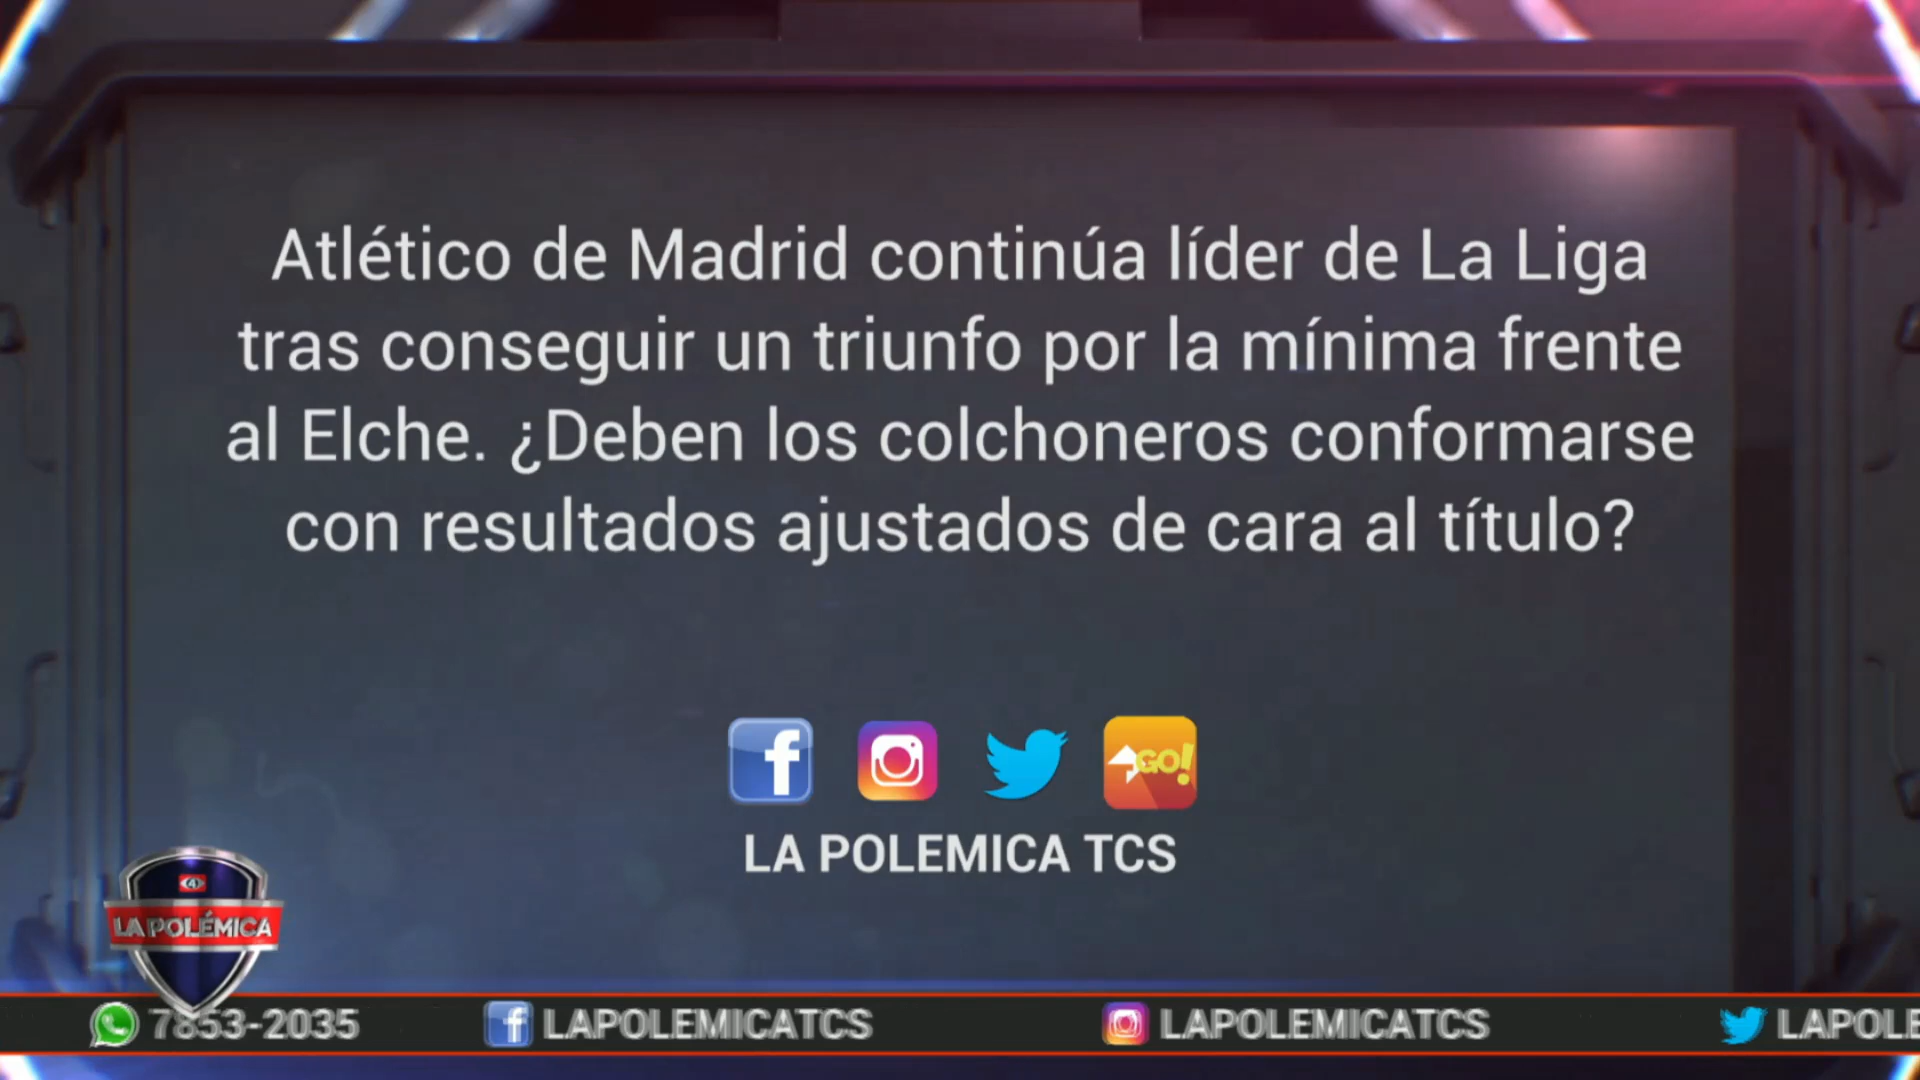 Atlético de Madrid continúa líder de La Liga
tras conseguir un triunfo por la mínima frente
al Elche. ¿Deben los colchoneros conformarse
con resultados ajustados de cara al título?
f
GO!
LA POLEMICA TCS
4
LA POLÉMICA
7853-2035
f LAPOLEMICATCS
LAPOLEMICATCS
LAPOLE